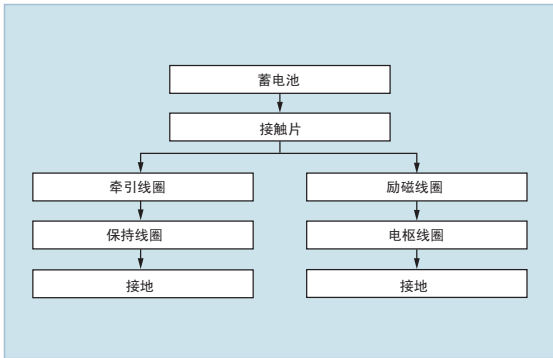 蓄电池
接触片
牵引线圈
励磁线圈
保持线圈
电枢线圈
接地
接地